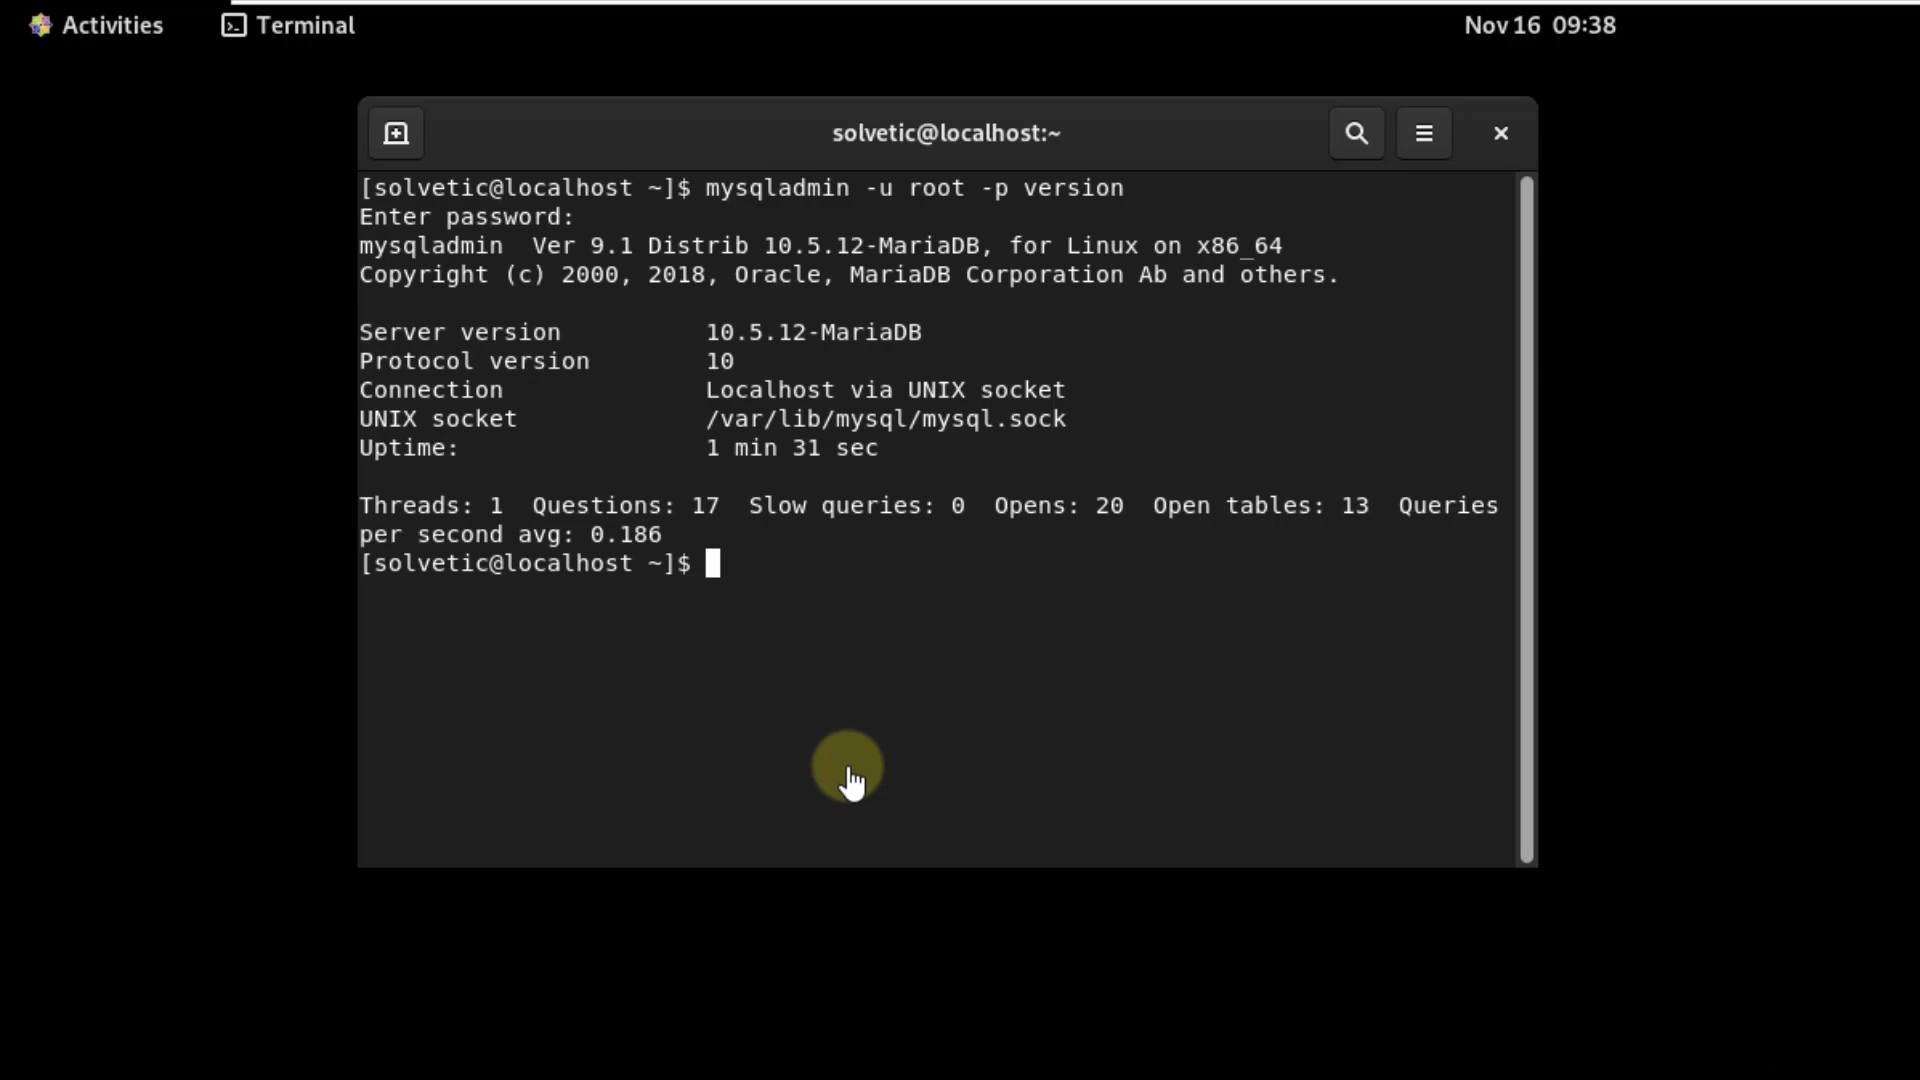 Activities Terminal Nov 16 09:38
solvetic@localhost:~
[solvetic@localhost ~]$ mysqladmin -u root -p version
Enter password:
mysqladmin  Ver 9.1 Distrib 10.5.12-MariaDB, for Linux on x86_64
Copyright (c) 2000, 2018, Oracle, MariaDB Corporation Ab and others.
Server version          10.5.12-MariaDB
Protocol version        10
Connection              Localhost via UNIX socket
UNIX socket             /var/lib/mysql/mysql.sock
Uptime:                 1 min 31 sec
Threads: 1  Questions: 17  Slow queries: 0  Opens: 20  Open tables: 13  Queries
per second avg: 0.186
[solvetic@localhost ~]$